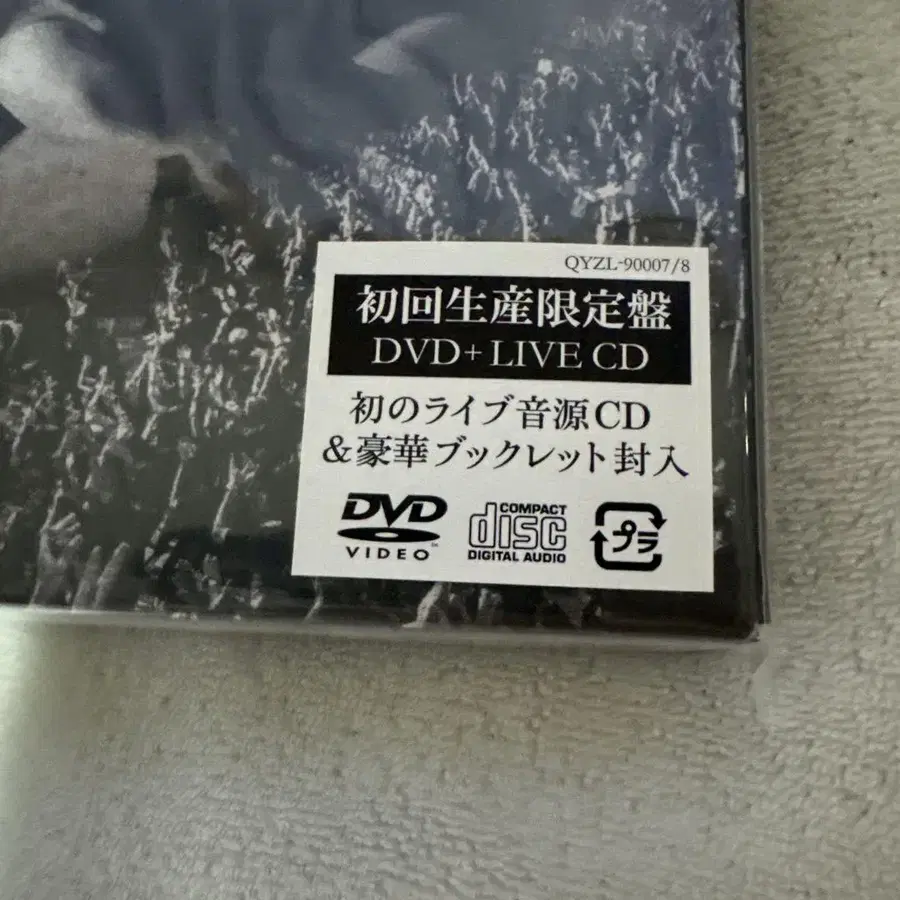 QYZL-90007/8
初回生産限定盤
DVD+LIVE CD
初のライブ音源CD
&豪華ブックレット封入
DVD
VIDEO
COMPACT
disc
DIGITAL AUDIO
プラ